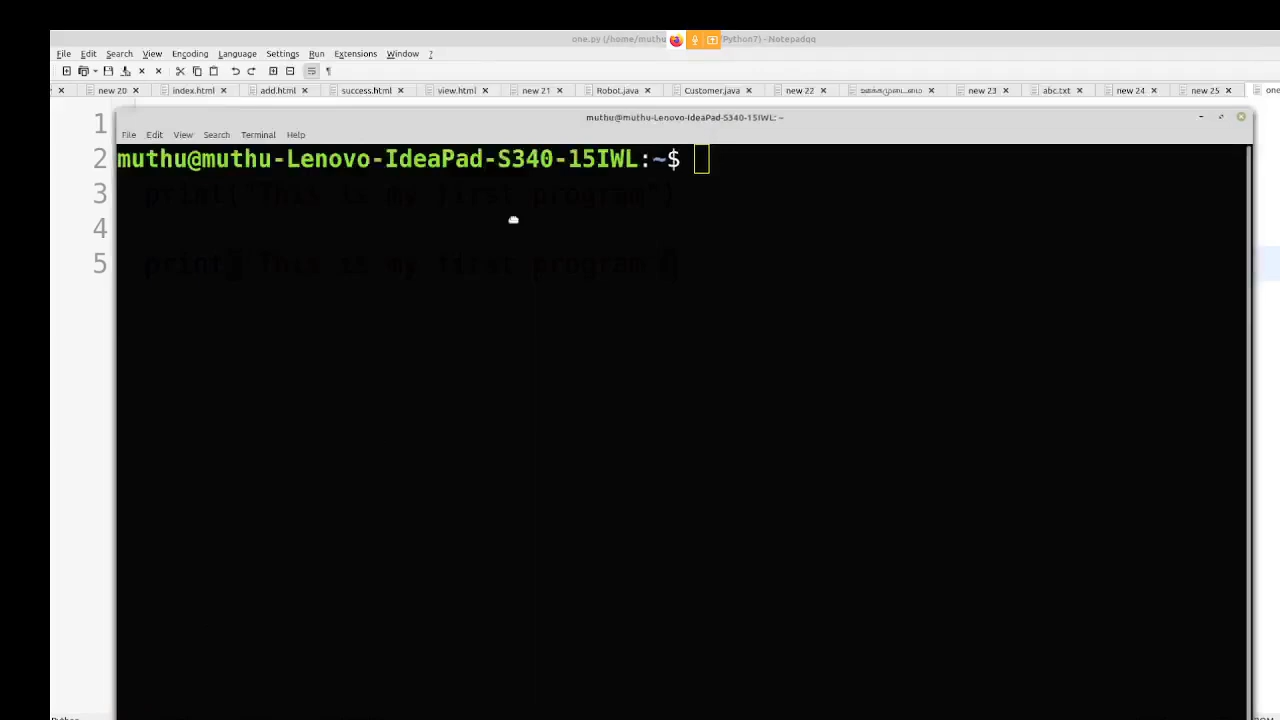 one.py (/home/muthu Python7) - Notepadqq
File Edit Search View Encoding Language Settings Run Extensions Window ?
new 20 index.html add.html success.html view.html new 21 Robot.java Customer.java new 22 new 23 abc.txt new 24 new 25 one
muthu@muthu-Lenovo-IdeaPad-S340-15IWL: ~
File Edit View Search Terminal Help
1
2 muthu@muthu-Lenovo-IdeaPad-S340-15IWL:~$
3 print("This is my first program")
4
5 print("This is my first program")